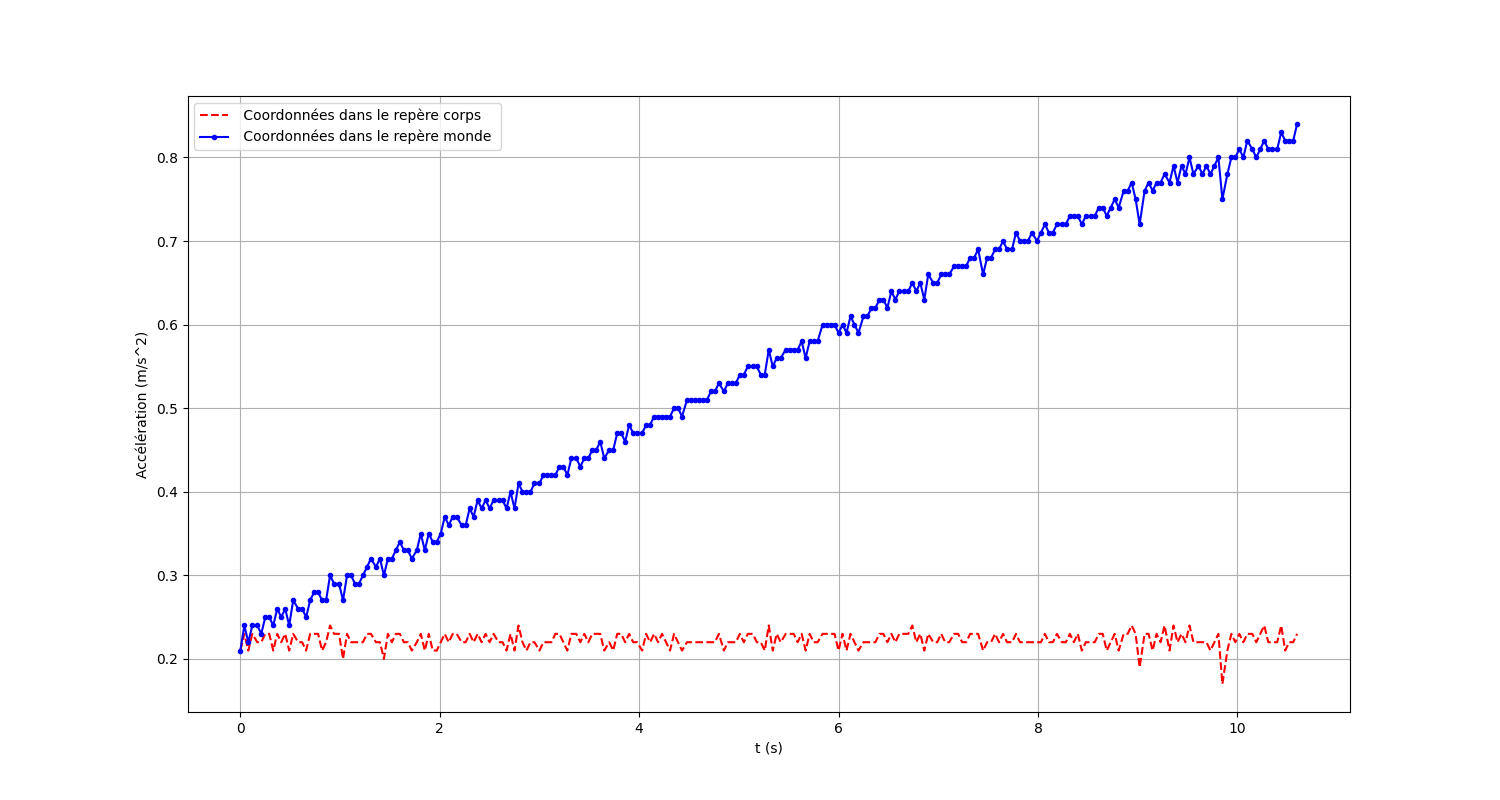 Coordonnées dans le repère corps
Coordonnées dans le repère monde
Accélération (m/s^2)
0.8
0.7
0.6
0.5
0.4
0.3
0.2
0 2 4 6 8 10
t (s)